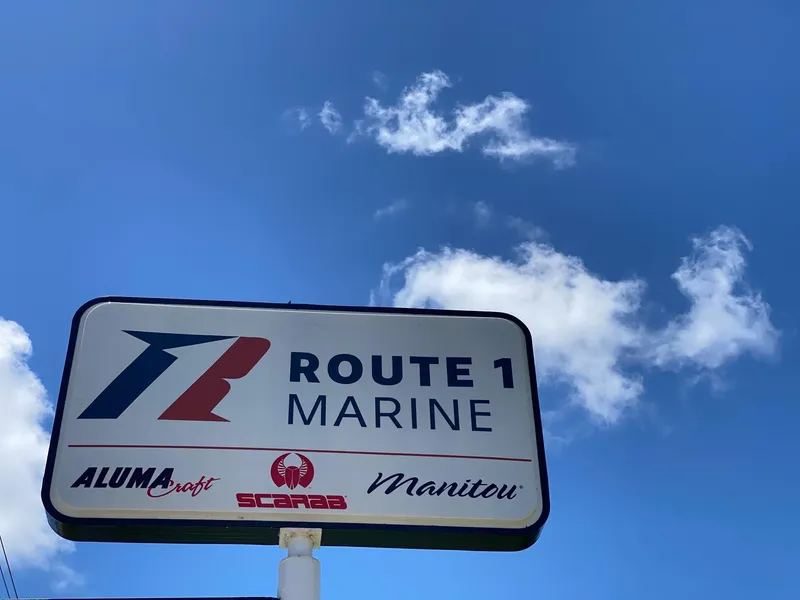 ROUTE 1
MARINE
ALUMACraft
SCARAB
Manitou